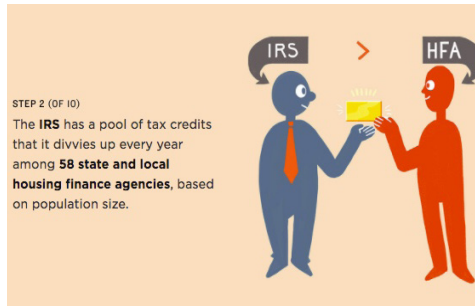 IRS > HFA
STEP 2 (OF 10)
The IRS has a pool of tax credits
that it divvies up every year
among 58 state and local
housing finance agencies, based
on population size.